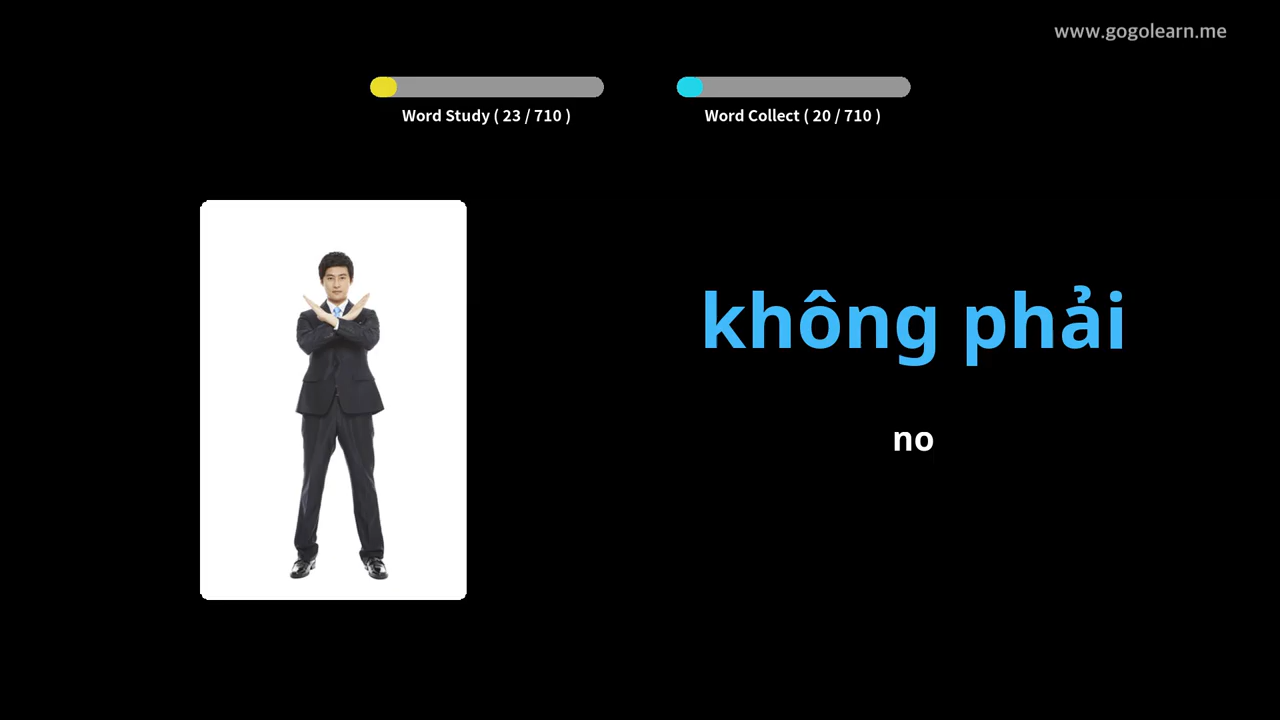 www.gogolearn.me
Word Study ( 23 / 710 )
Word Collect ( 20 / 710 )
không phải
no